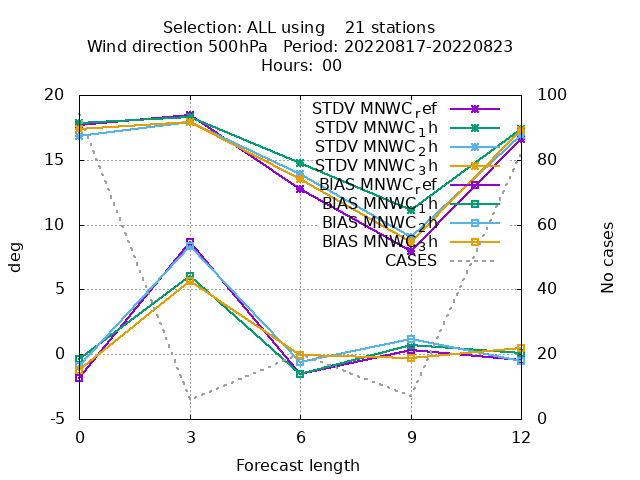 Selection: ALL using    21 stations
Wind direction 500hPa   Period: 20220817-20220823
Hours: 00
20
15
10
5
0
-5
100
80
60
40
20
0
0
3
6
9
12
deg
No cases
Forecast length
STDV MNWC_ref
STDV MNWC_1h
STDV MNWC_2h
STDV MNWC_3h
BIAS MNWC_ref
BIAS MNWC_1h
BIAS MNWC_2h
BIAS MNWC_3h
CASES